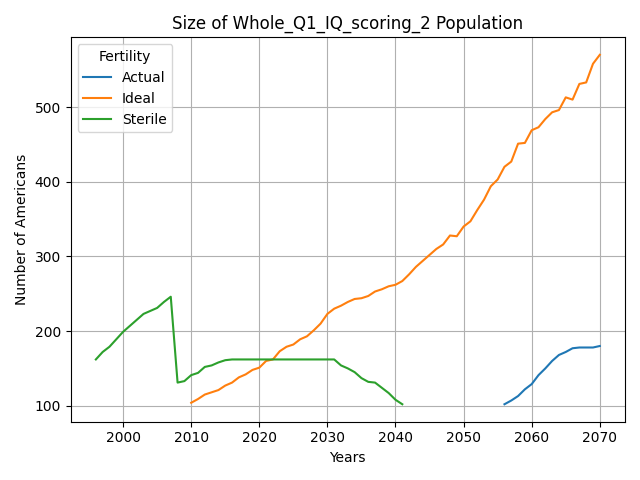 Size of Whole_Q1_IQ_scoring_2 Population
Fertility
Actual
Ideal
Sterile
Number of Americans
500
400
300
200
100
2000 2010 2020 2030 2040 2050 2060 2070
Years